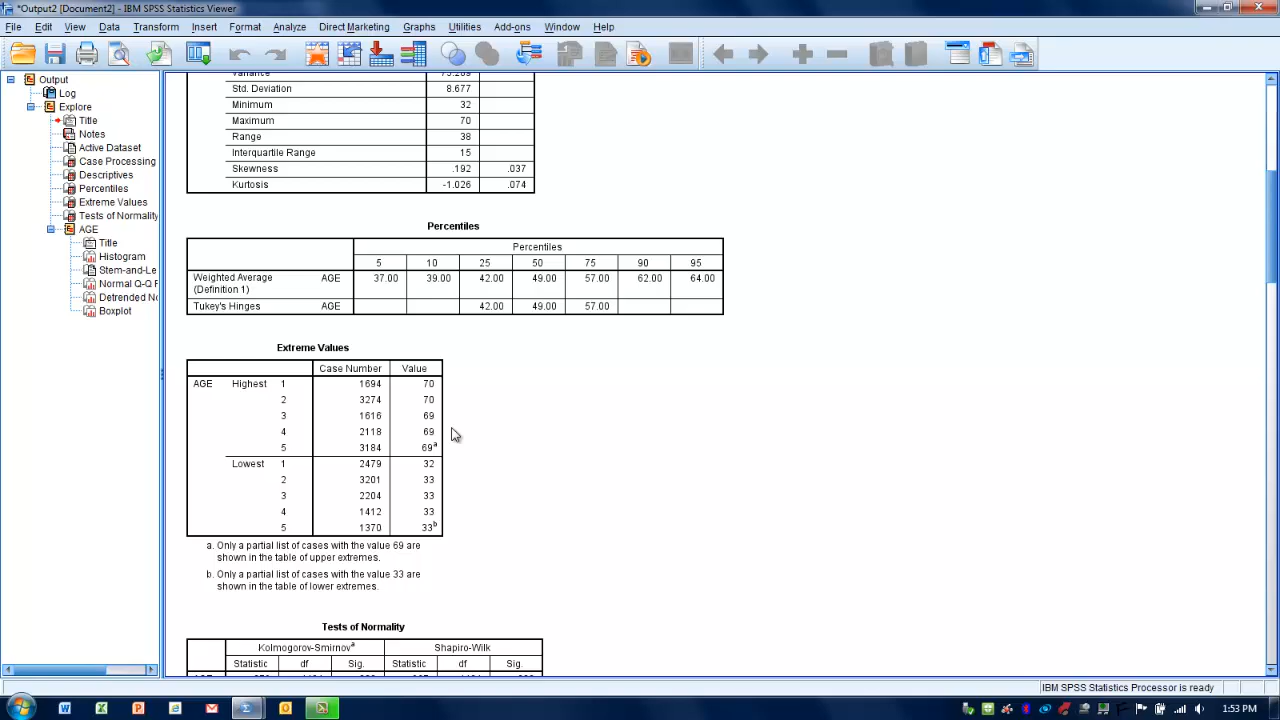 *Output2 [Document2] - IBM SPSS Statistics Viewer
File Edit View Data Transform Insert Format Analyze Direct Marketing Graphs Utilities Add-ons Window Help
Output
Log
Explore
Title
Notes
Active Dataset
Case Processing
Descriptives
Percentiles
Extreme Values
Tests of Normality
AGE
Title
Histogram
Stem-and-Le
Normal Q-Q
Detrended No
Boxplot
Variance
Std. Deviation 8.677
Minimum 32
Maximum 70
Range 38
Interquartile Range 15
Skewness .192 .037
Kurtosis -1.026 .074
Percentiles
Percentiles
5 10 25 50 75 90 95
Weighted Average AGE 37.00 39.00 42.00 49.00 57.00 62.00 64.00
(Definition 1)
Tukey's Hinges AGE 42.00 49.00 57.00
Extreme Values
Case Number Value
AGE Highest 1 1694 70
2 3274 70
3 1616 69
4 2118 69
5 3184 69a
Lowest 1 2479 32
2 3201 33
3 2204 33
4 1412 33
5 1370 33b
a. Only a partial list of cases with the value 69 are
shown in the table of upper extremes.
b. Only a partial list of cases with the value 33 are
shown in the table of lower extremes.
Tests of Normality
Kolmogorov-Smirnova Shapiro-Wilk
Statistic df Sig. Statistic df Sig.
IBM SPSS Statistics Processor is ready
1:53 PM